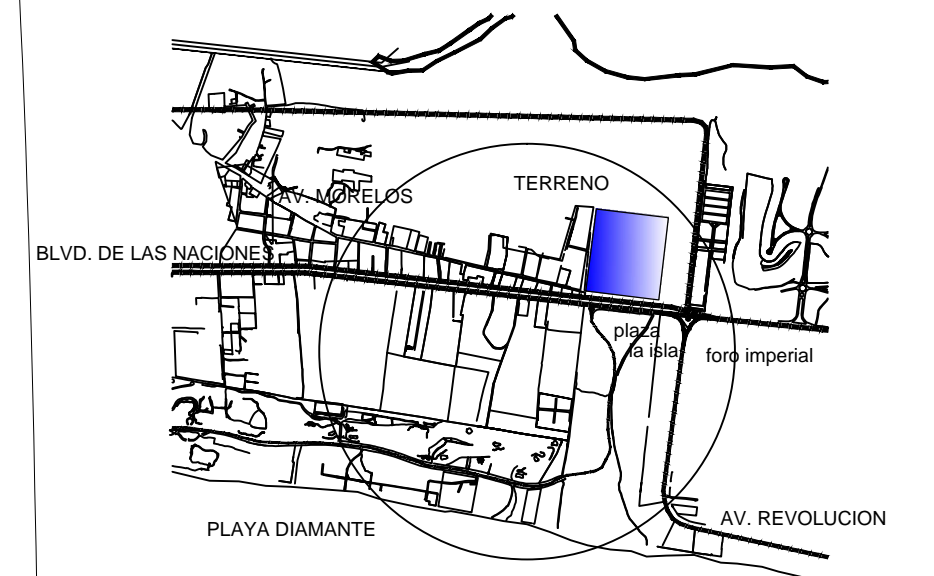 TERRENO
AV. MORELOS
BLVD. DE LAS NACIONES
plaza
la isla
foro imperial
AV. REVOLUCION
PLAYA DIAMANTE